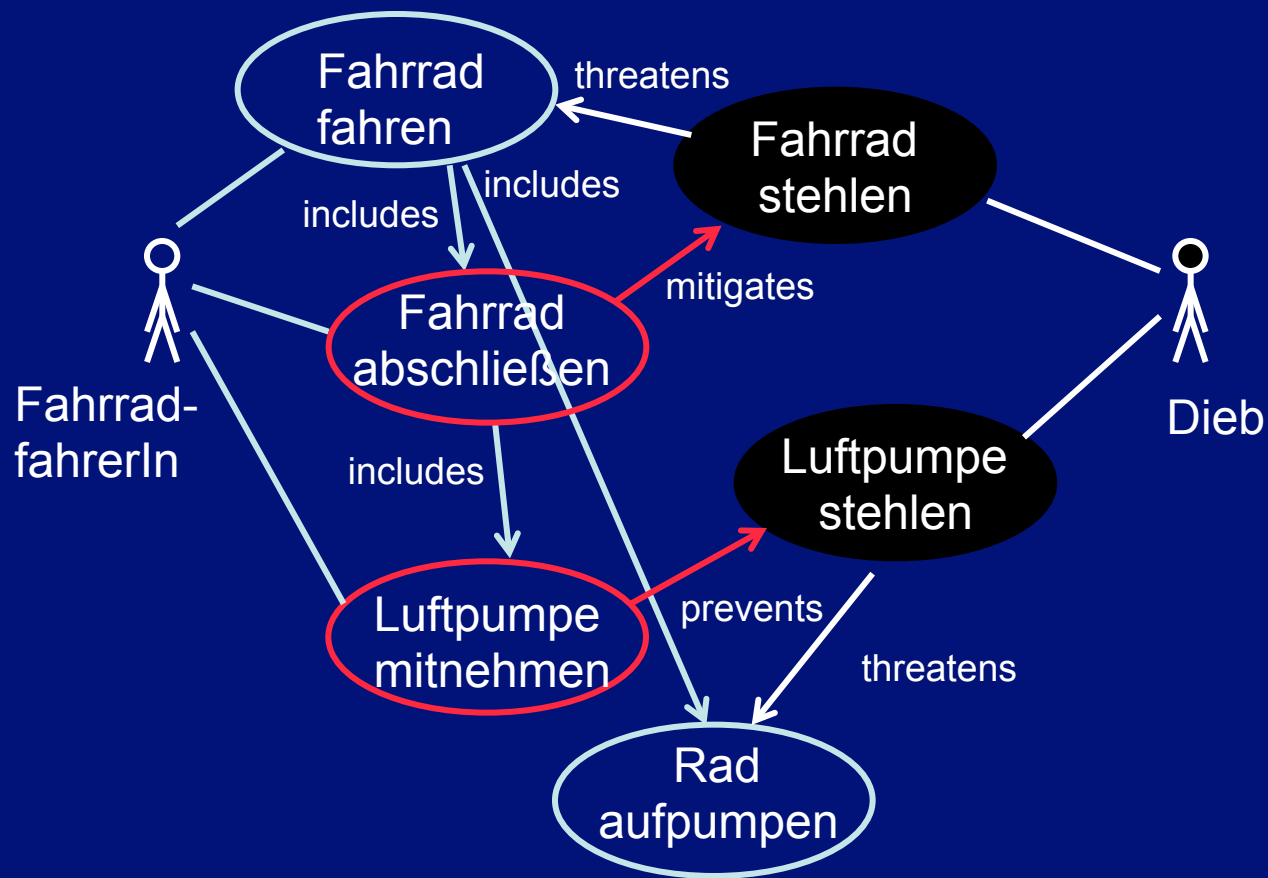 Fahrrad
fahren
threatens
Fahrrad
stehlen
includes
includes
mitigates
Fahrrad
abschließen
Fahrrad-
fahrerIn
Dieb
includes
Luftpumpe
stehlen
Luftpumpe
mitnehmen
prevents
threatens
Rad
aufpumpen